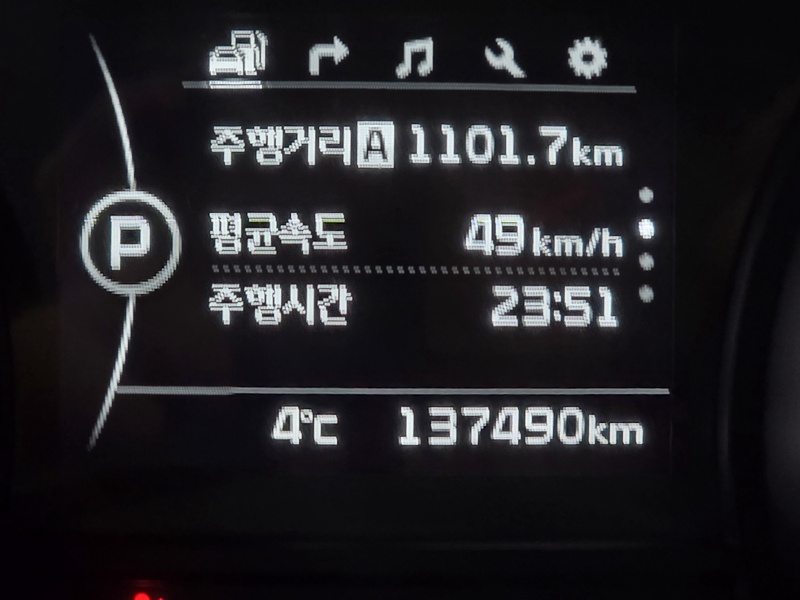 주행거리 A 1101.7km
P
평균속도 49km/h
주행시간 23:51
4°C 137490km